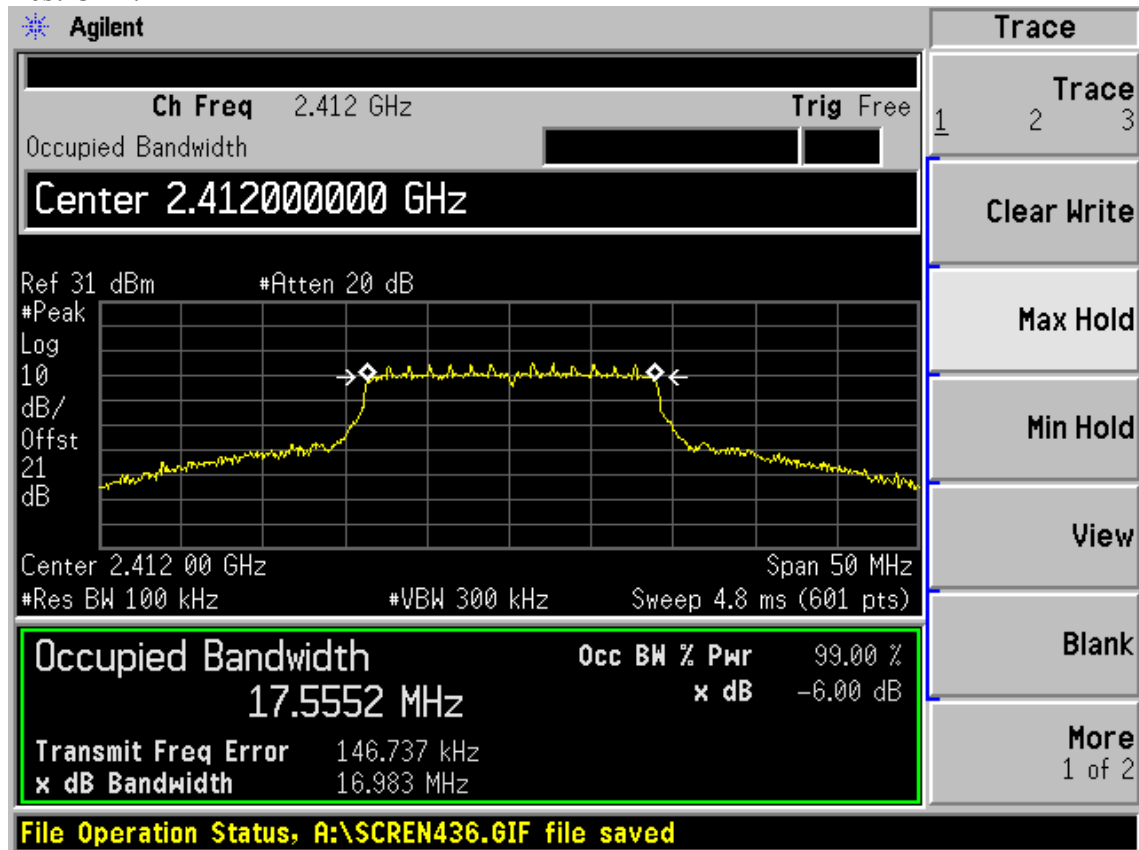 Agilent
Trace
Ch Freq 2.412 GHz Trig Free
Occupied Bandwidth
Center 2.412000000 GHz
Ref 31 dBm #Atten 20 dB
#Peak
Log
10
dB/
Offst
21
dB
Center 2.412 00 GHz Span 50 MHz
#Res BW 100 kHz #VBW 300 kHz Sweep 4.8 ms (601 pts)
Occupied Bandwidth Occ BW % Pwr 99.00 %
17.5552 MHz x dB -6.00 dB
Transmit Freq Error 146.737 kHz
x dB Bandwidth 16.983 MHz
File Operation Status, A:\SCREN436.GIF file saved
Trace
1 2 3
Clear Write
Max Hold
Min Hold
View
Blank
More
1 of 2